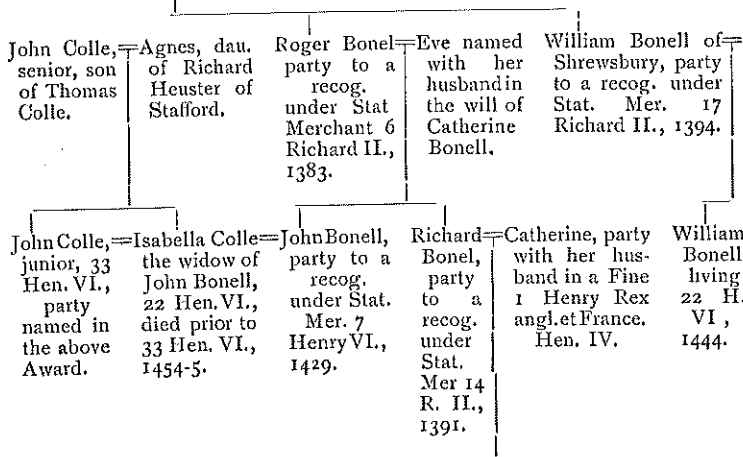 John Colle,
senior, son
of Thomas
Colle.
Agnes, dau.
of Richard
Heuster of
Stafford.
Roger Bonel
party to a
recog.
under Stat
Merchant 6
Richard II.,
1383.
Eve named
with her
husband in
the will of
Catherine
Bonell.
William Bonell of
Shrewsbury, party
to a recog. under
Stat. Mer. 17
Richard II., 1394.
John Colle,
junior, 33
Hen. VI.,
party
named in
the above
Award.
Isabella Colle
the widow of
John Bonell,
22 Hen. VI.,
died prior to
33 Hen. VI.,
1454-5.
John Bonell,
party to a
recog.
under Stat.
Mer. 7
Henry VI.,
1429.
Richard
Bonel,
party
to a
recog.
under
Stat.
Mer 14
R. II.,
1391.
Catherine, party
with her hus-
band in a Fine
1 Henry Rex
angl. et France.
Hen. IV.
William
Bonell
living
22 H.
VI ,
1444.